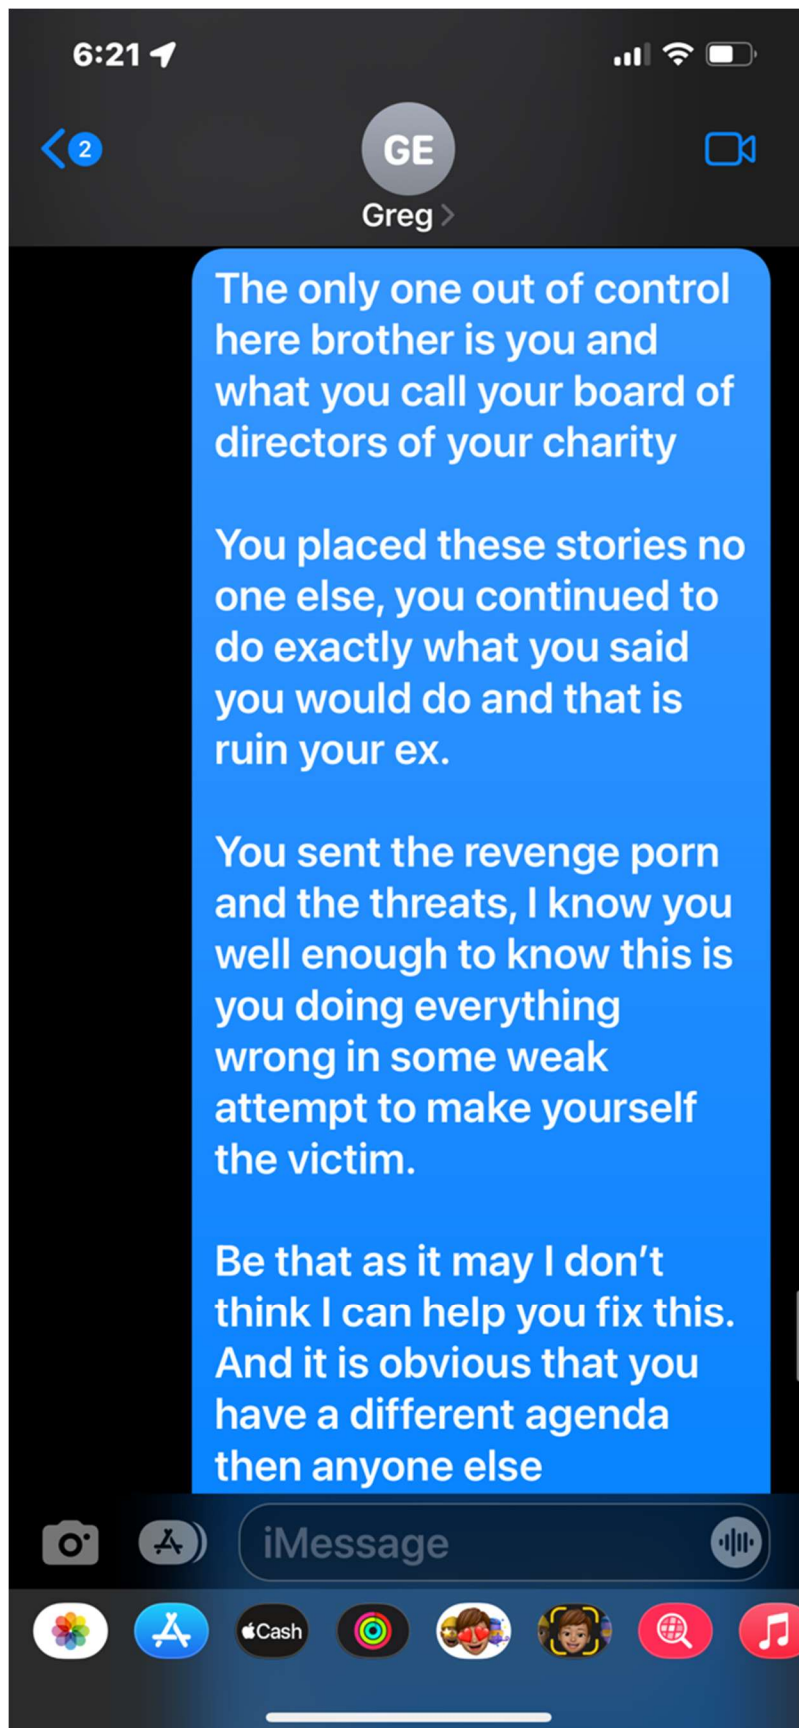 6:21
2
GE
Greg
The only one out of control
here brother is you and
what you call your board of
directors of your charity
You placed these stories no
one else, you continued to
do exactly what you said
you would do and that is
ruin your ex.
You sent the revenge porn
and the threats, I know you
well enough to know this is
you doing everything
wrong in some weak
attempt to make yourself
the victim.
Be that as it may I don’t
think I can help you fix this.
And it is obvious that you
have a different agenda
then anyone else
iMessage
Cash